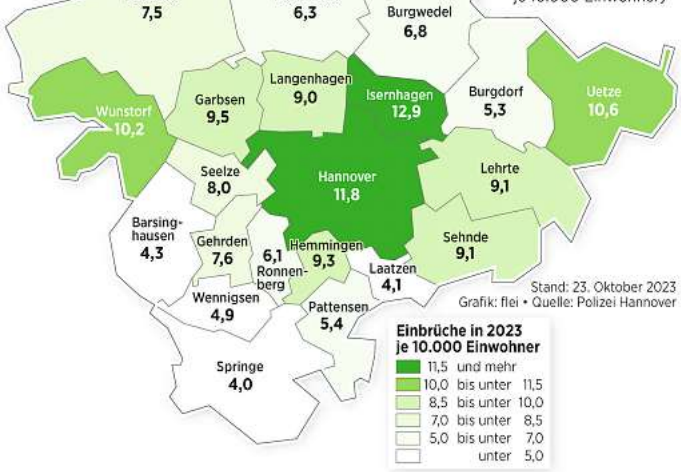 je 10.000 Einwohner)
7,5
6,3
Burgwedel
6,8
Langenhagen
9,0
Isernhagen
12,9
Burgdorf
5,3
Uetze
10,6
Wunstorf
10,2
Garbsen
9,5
Seelze
8,0
Hannover
11,8
Lehrte
9,1
Barsing-
hausen
4,3
Gehrden
7,6
6,1
Ronnen-
berg
Hemmingen
9,3
Laatzen
4,1
Sehnde
9,1
Wennigsen
4,9
Pattensen
5,4
Springe
4,0
Stand: 23. Oktober 2023
Grafik: flei • Quelle: Polizei Hannover
Einbrüche in 2023
je 10.000 Einwohner
11,5 und mehr
10,0 bis unter 11,5
8,5 bis unter 10,0
7,0 bis unter 8,5
5,0 bis unter 7,0
unter 5,0